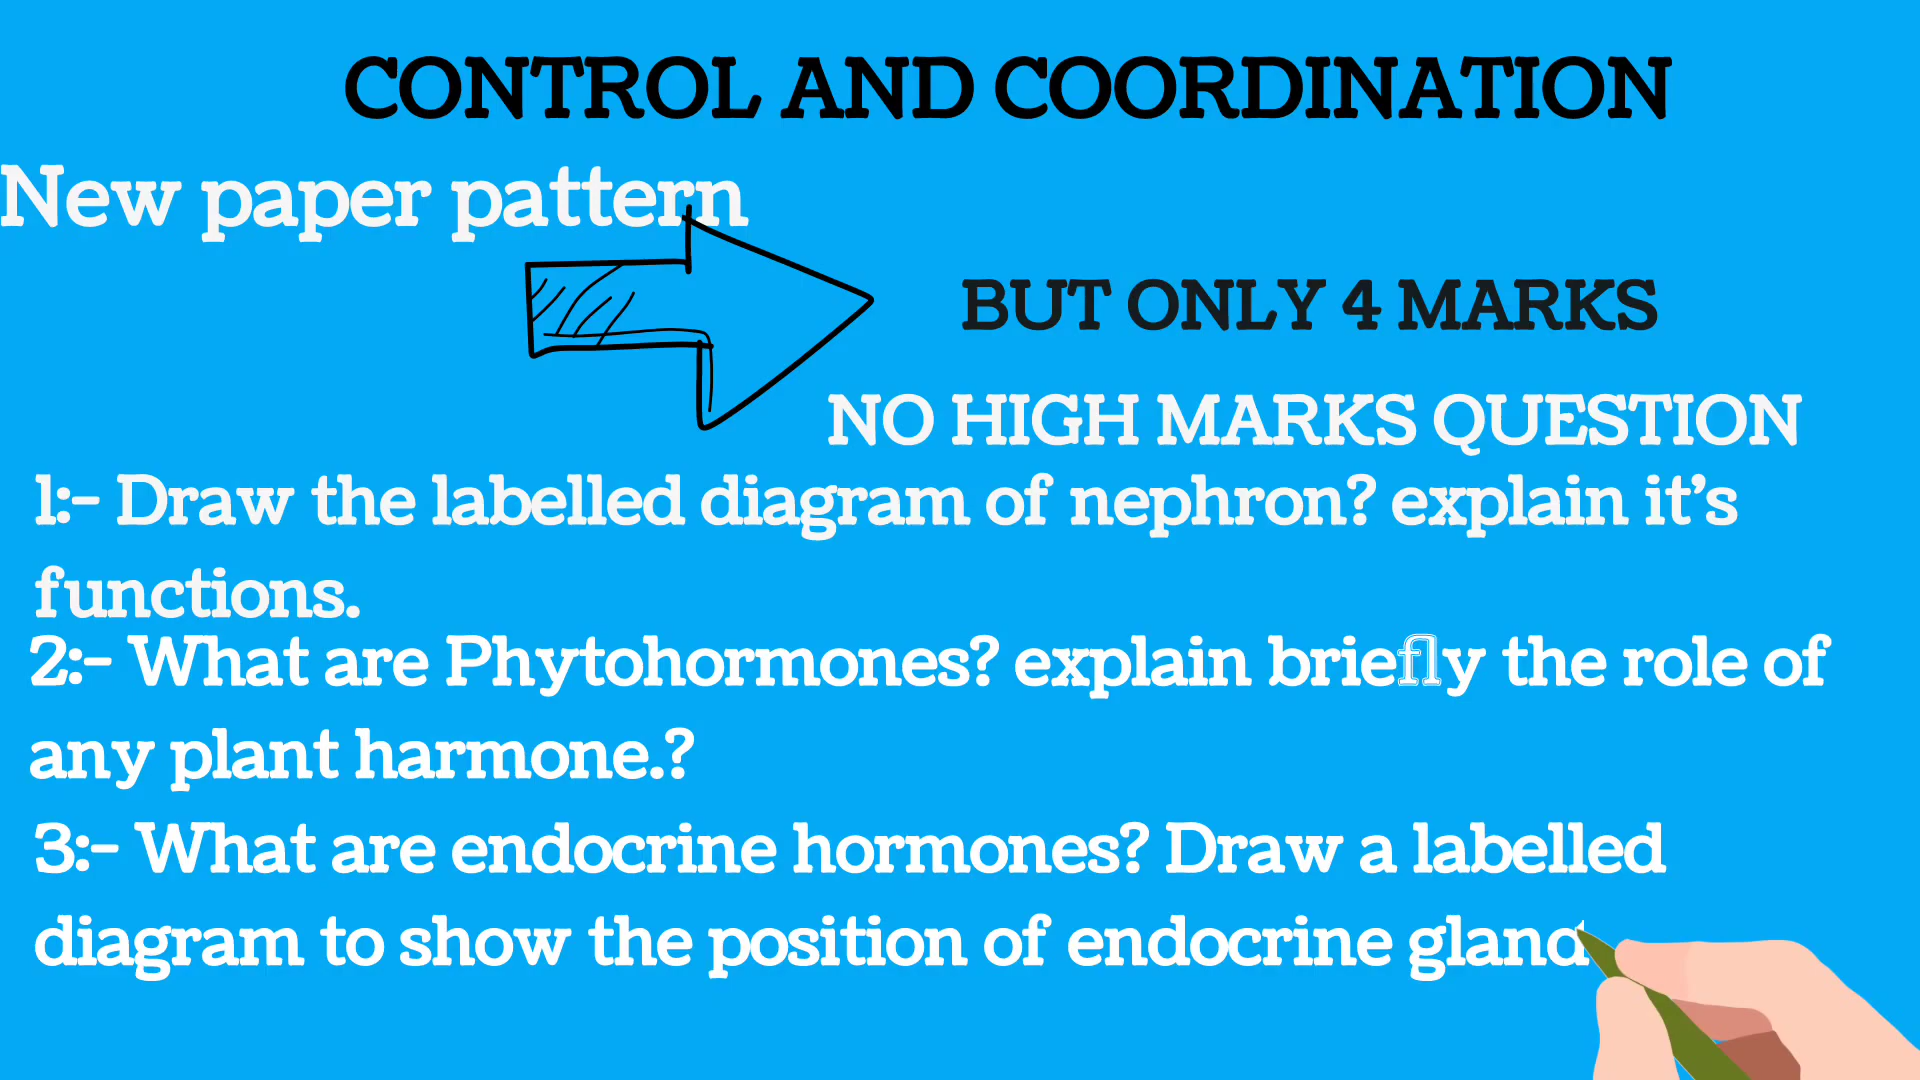 CONTROL AND COORDINATION
New paper pattern
BUT ONLY 4 MARKS
NO HIGH MARKS QUESTION
1:- Draw the labelled diagram of nephron? explain it’s
functions.
2:- What are Phytohormones? explain briefly the role of
any plant harmone.?
3:- What are endocrine hormones? Draw a labelled
diagram to show the position of endocrine gland